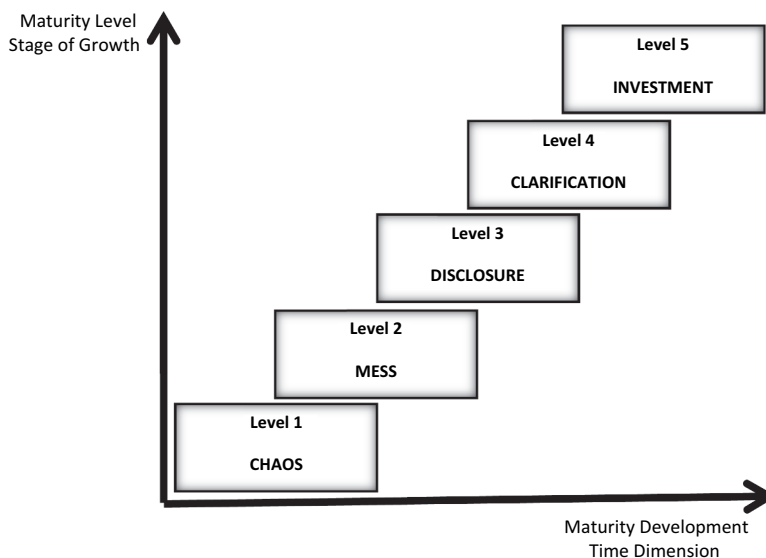 Maturity Level
Stage of Growth
Level 5
INVESTMENT
Level 4
CLARIFICATION
Level 3
DISCLOSURE
Level 2
MESS
Level 1
CHAOS
Maturity Development
Time Dimension